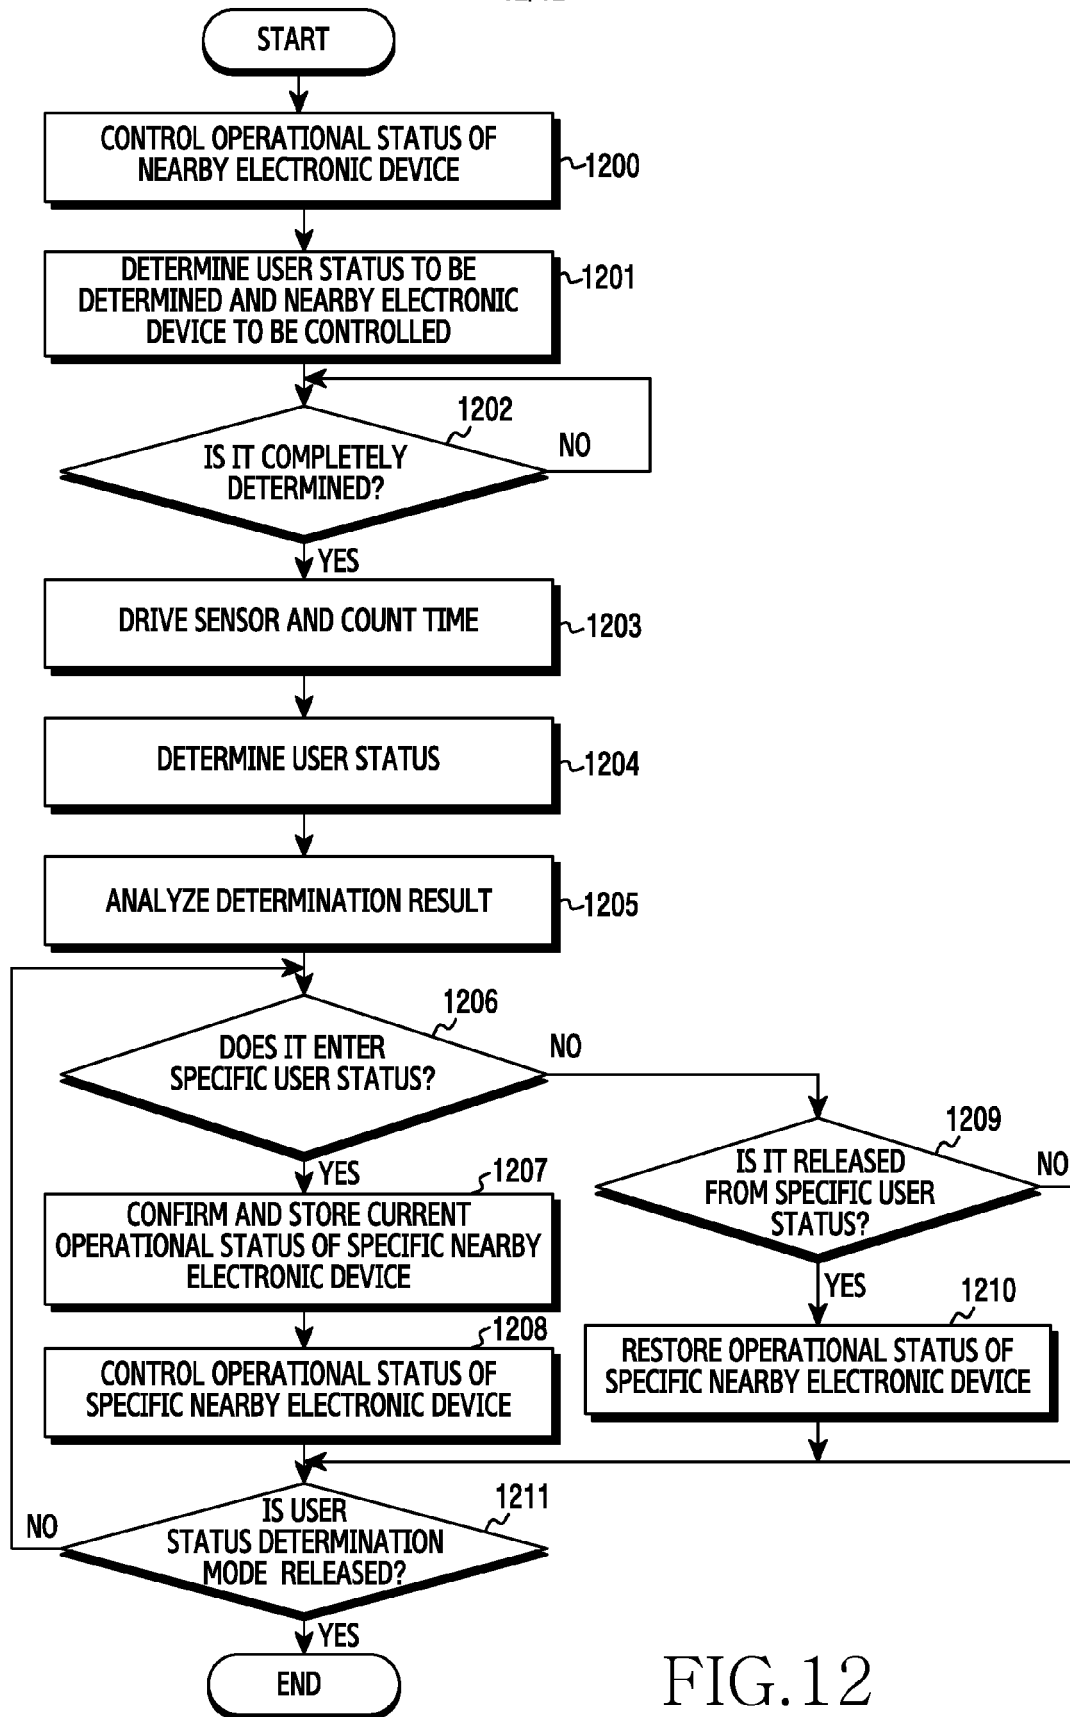 START
CONTROL OPERATIONAL STATUS OF
NEARBY ELECTRONIC DEVICE
1200
DETERMINE USER STATUS TO BE
DETERMINED AND NEARBY ELECTRONIC
DEVICE TO BE CONTROLLED
1201
1202
IS IT COMPLETELY
DETERMINED?
NO
YES
DRIVE SENSOR AND COUNT TIME
1203
DETERMINE USER STATUS
1204
ANALYZE DETERMINATION RESULT
1205
1206
DOES IT ENTER
SPECIFIC USER STATUS?
NO
YES
1207
CONFIRM AND STORE CURRENT
OPERATIONAL STATUS OF SPECIFIC NEARBY
ELECTRONIC DEVICE
1208
CONTROL OPERATIONAL STATUS OF
SPECIFIC NEARBY ELECTRONIC DEVICE
1209
IS IT RELEASED
FROM SPECIFIC USER
STATUS?
NO
YES
1210
RESTORE OPERATIONAL STATUS OF
SPECIFIC NEARBY ELECTRONIC DEVICE
1211
IS USER
STATUS DETERMINATION
MODE RELEASED?
NO
YES
END
FIG.12